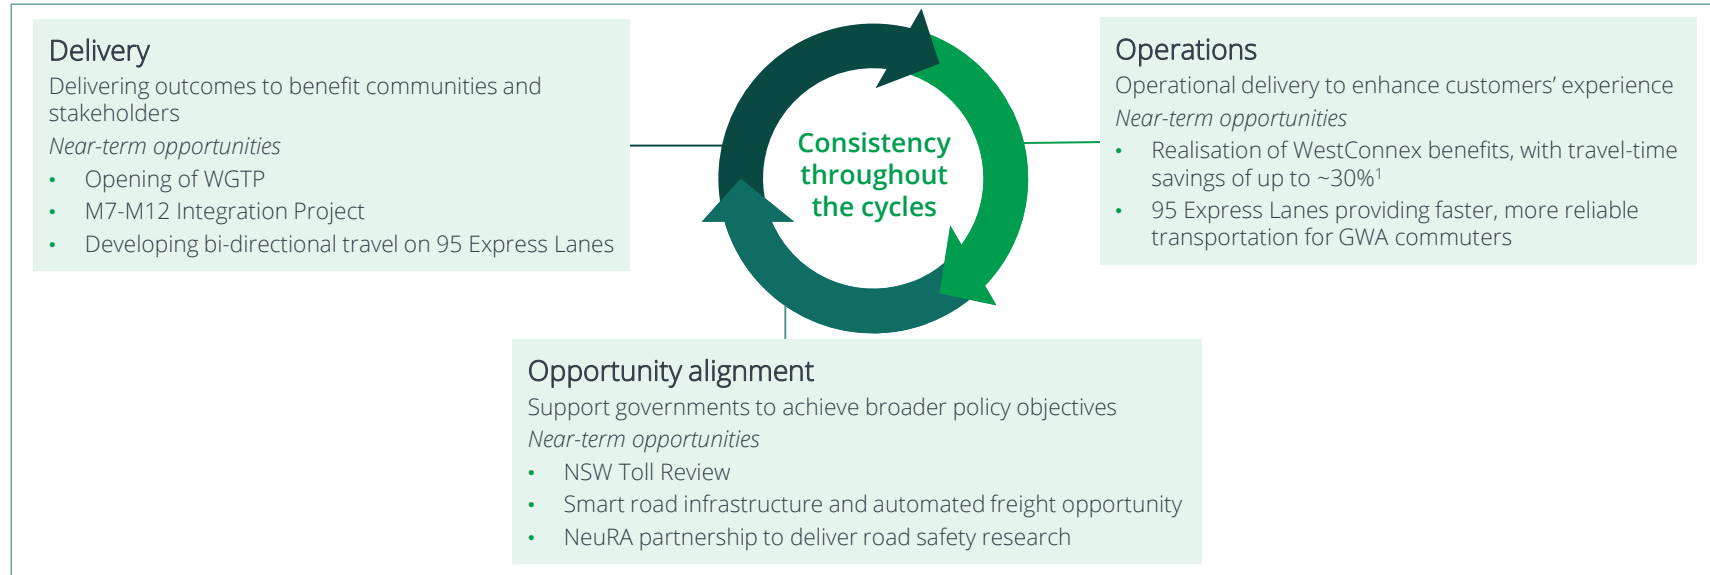 Delivery
Delivering outcomes to benefit communities and
stakeholders
Near-term opportunities
• Opening of WGTP
• M7-M12 Integration Project
• Developing bi-directional travel on 95 Express Lanes
Consistency
throughout
the cycles
Operations
Operational delivery to enhance customers’ experience
Near-term opportunities
• Realisation of WestConnex benefits, with travel-time
savings of up to ~30%¹
• 95 Express Lanes providing faster, more reliable
transportation for GWA commuters
Opportunity alignment
Support governments to achieve broader policy objectives
Near-term opportunities
• NSW Toll Review
• Smart road infrastructure and automated freight opportunity
• NeuRA partnership to deliver road safety research